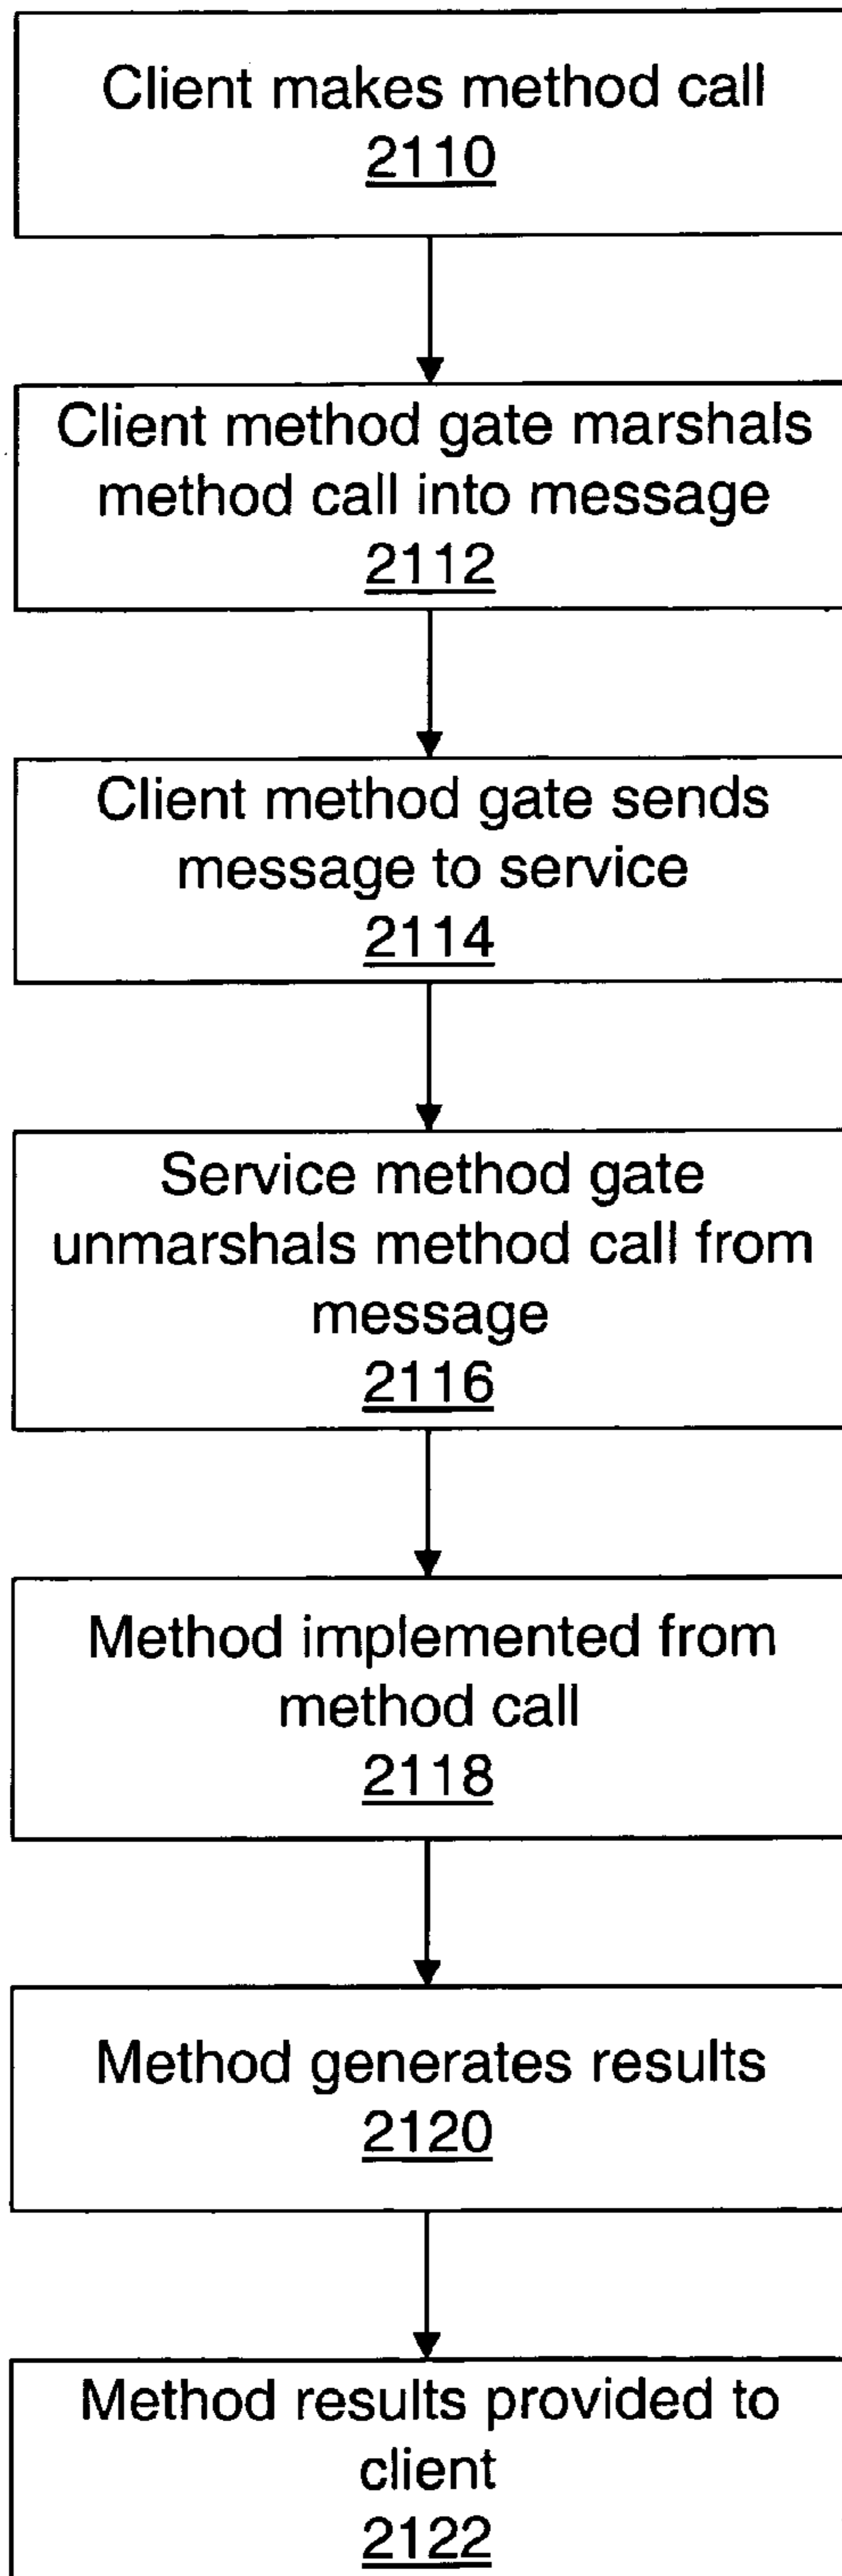 Client makes method call
2110
Client method gate marshals
method call into message
2112
Client method gate sends
message to service
2114
Service method gate
unmarshals method call from
message
2116
Method implemented from
method call
2118
Method generates results
2120
Method results provided to
client
2122